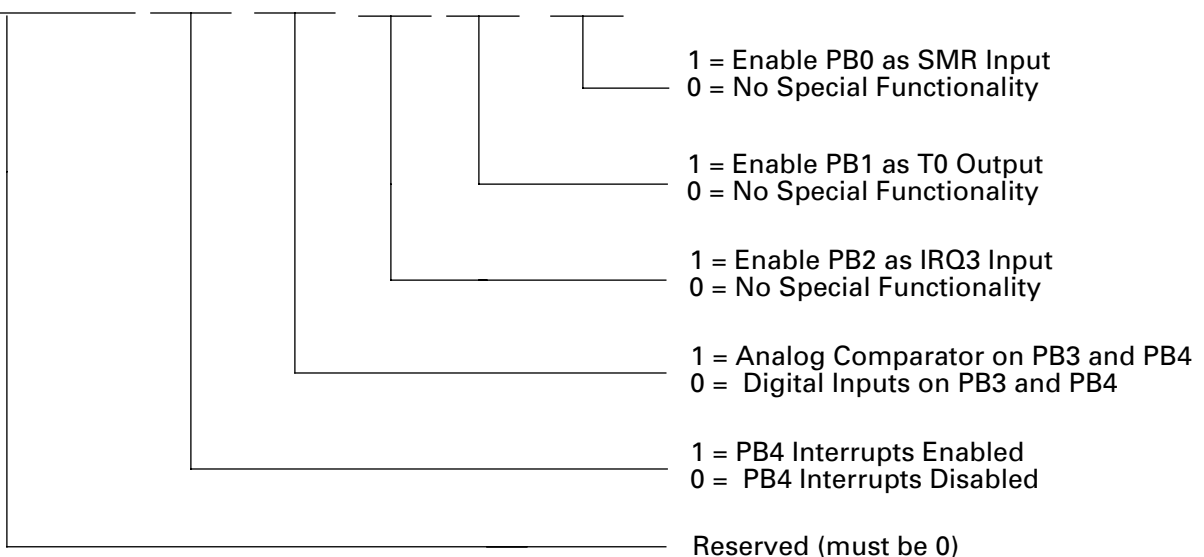 1 = Enable PB0 as SMR Input
0 = No Special Functionality
1 = Enable PB1 as T0 Output
0 = No Special Functionality
1 = Enable PB2 as IRQ3 Input
0 = No Special Functionality
1 = Analog Comparator on PB3 and PB4
0 = Digital Inputs on PB3 and PB4
1 = PB4 Interrupts Enabled
0 = PB4 Interrupts Disabled
Reserved (must be 0)